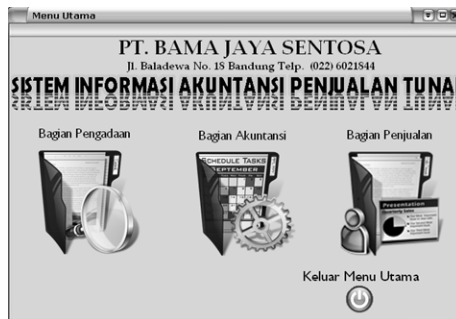 Menu Utama
PT. BAMA JAYA SENTOSA
Jl. Baladewa No. 18 Bandung Telp. (022) 6021844
SISTEM INFORMASI AKUNTANSI PENJUALAN TUNA
Bagian Pengadaan
Bagian Akuntansi
Bagian Penjualan
SCHEDULE TASKS
SEPTEMBER
Presentation
Keluar Menu Utama